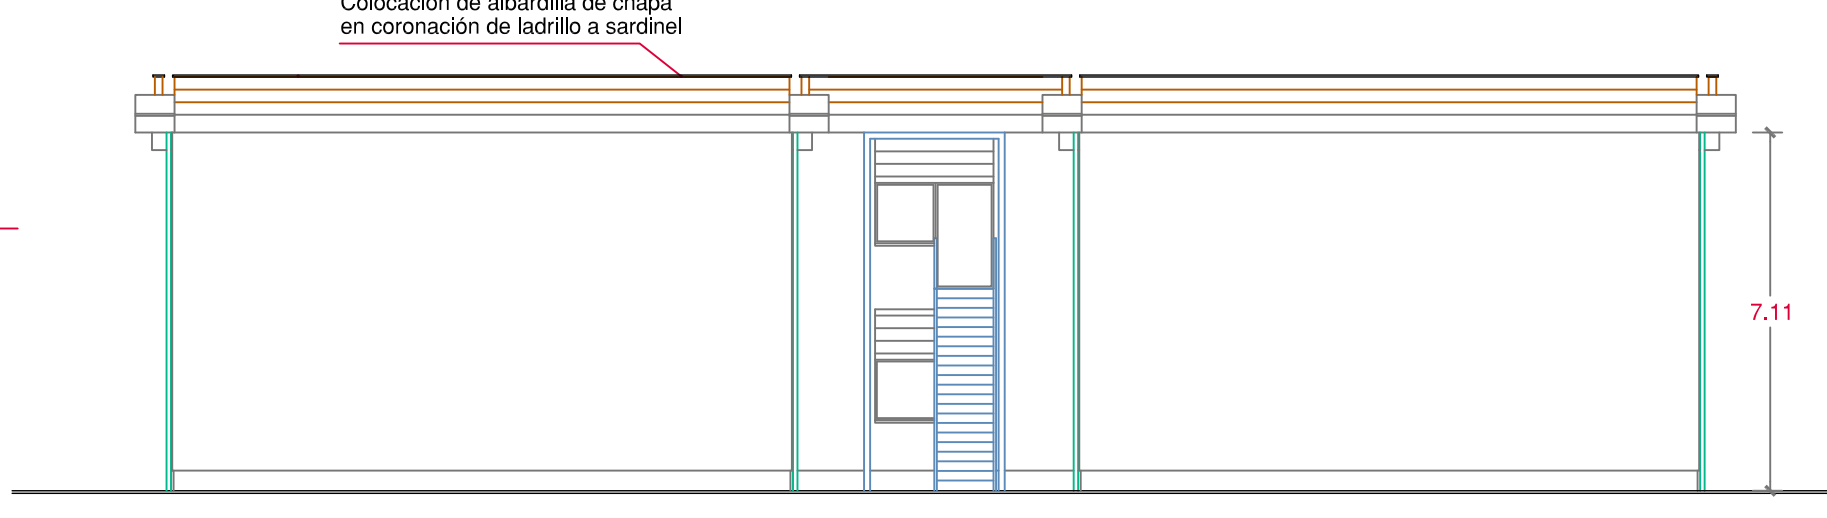 Colocación de albardilla de chapa
en coronación de ladrillo a sardinel
7.11